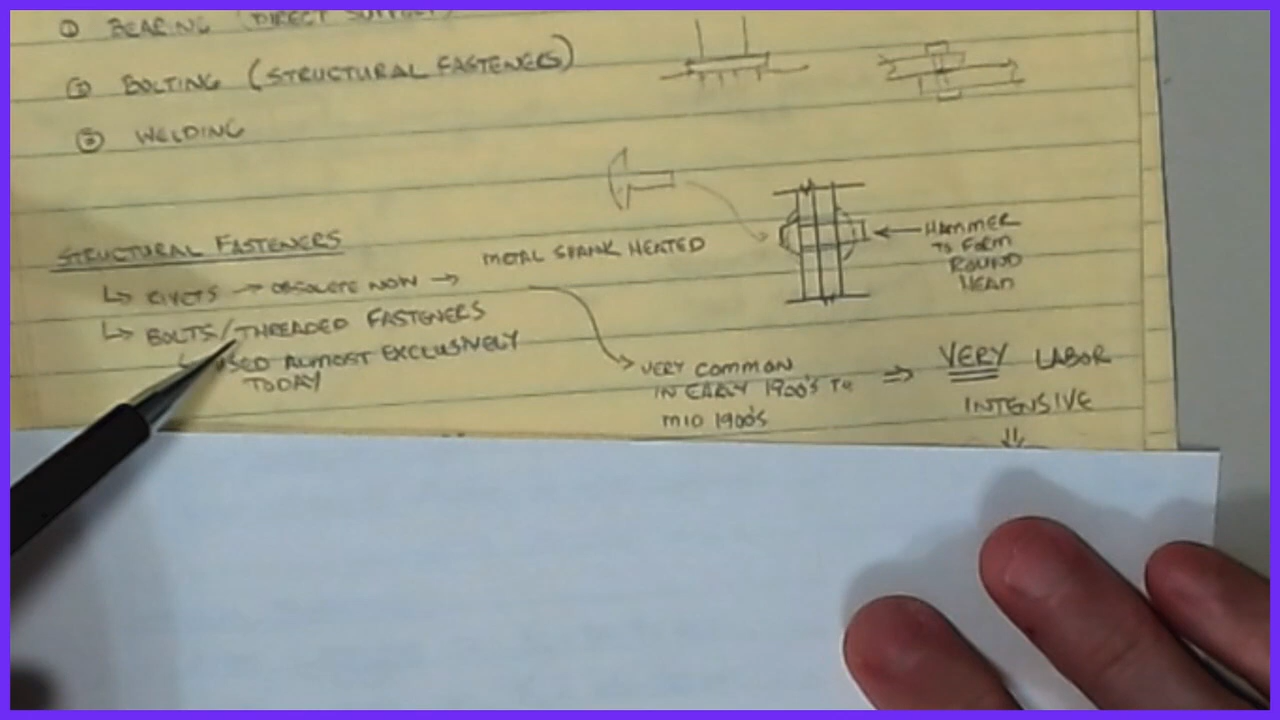 ① BEARING (DIRECT SUPPORT)
② BOLTING (STRUCTURAL FASTENERS)
③ WELDING
STRUCTURAL FASTENERS
↳ RIVETS → OBSOLETE NOW →
METAL SHANK HEATED
← HAMMER
TO FORM
ROUND
HEAD
↳ BOLTS/THREADED FASTENERS
↳ USED ALMOST EXCLUSIVELY
TODAY
VERY COMMON
IN EARLY 1900'S TO
MID 1900'S
⇒ VERY LABOR
INTENSIVE
⇓